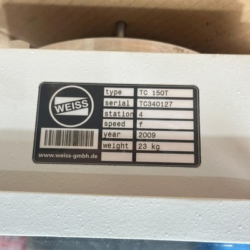 WEISS
type TC 150T
serial TC340127
station 4
speed f
year 2009
weight 23 kg
www.weiss-gmbh.de